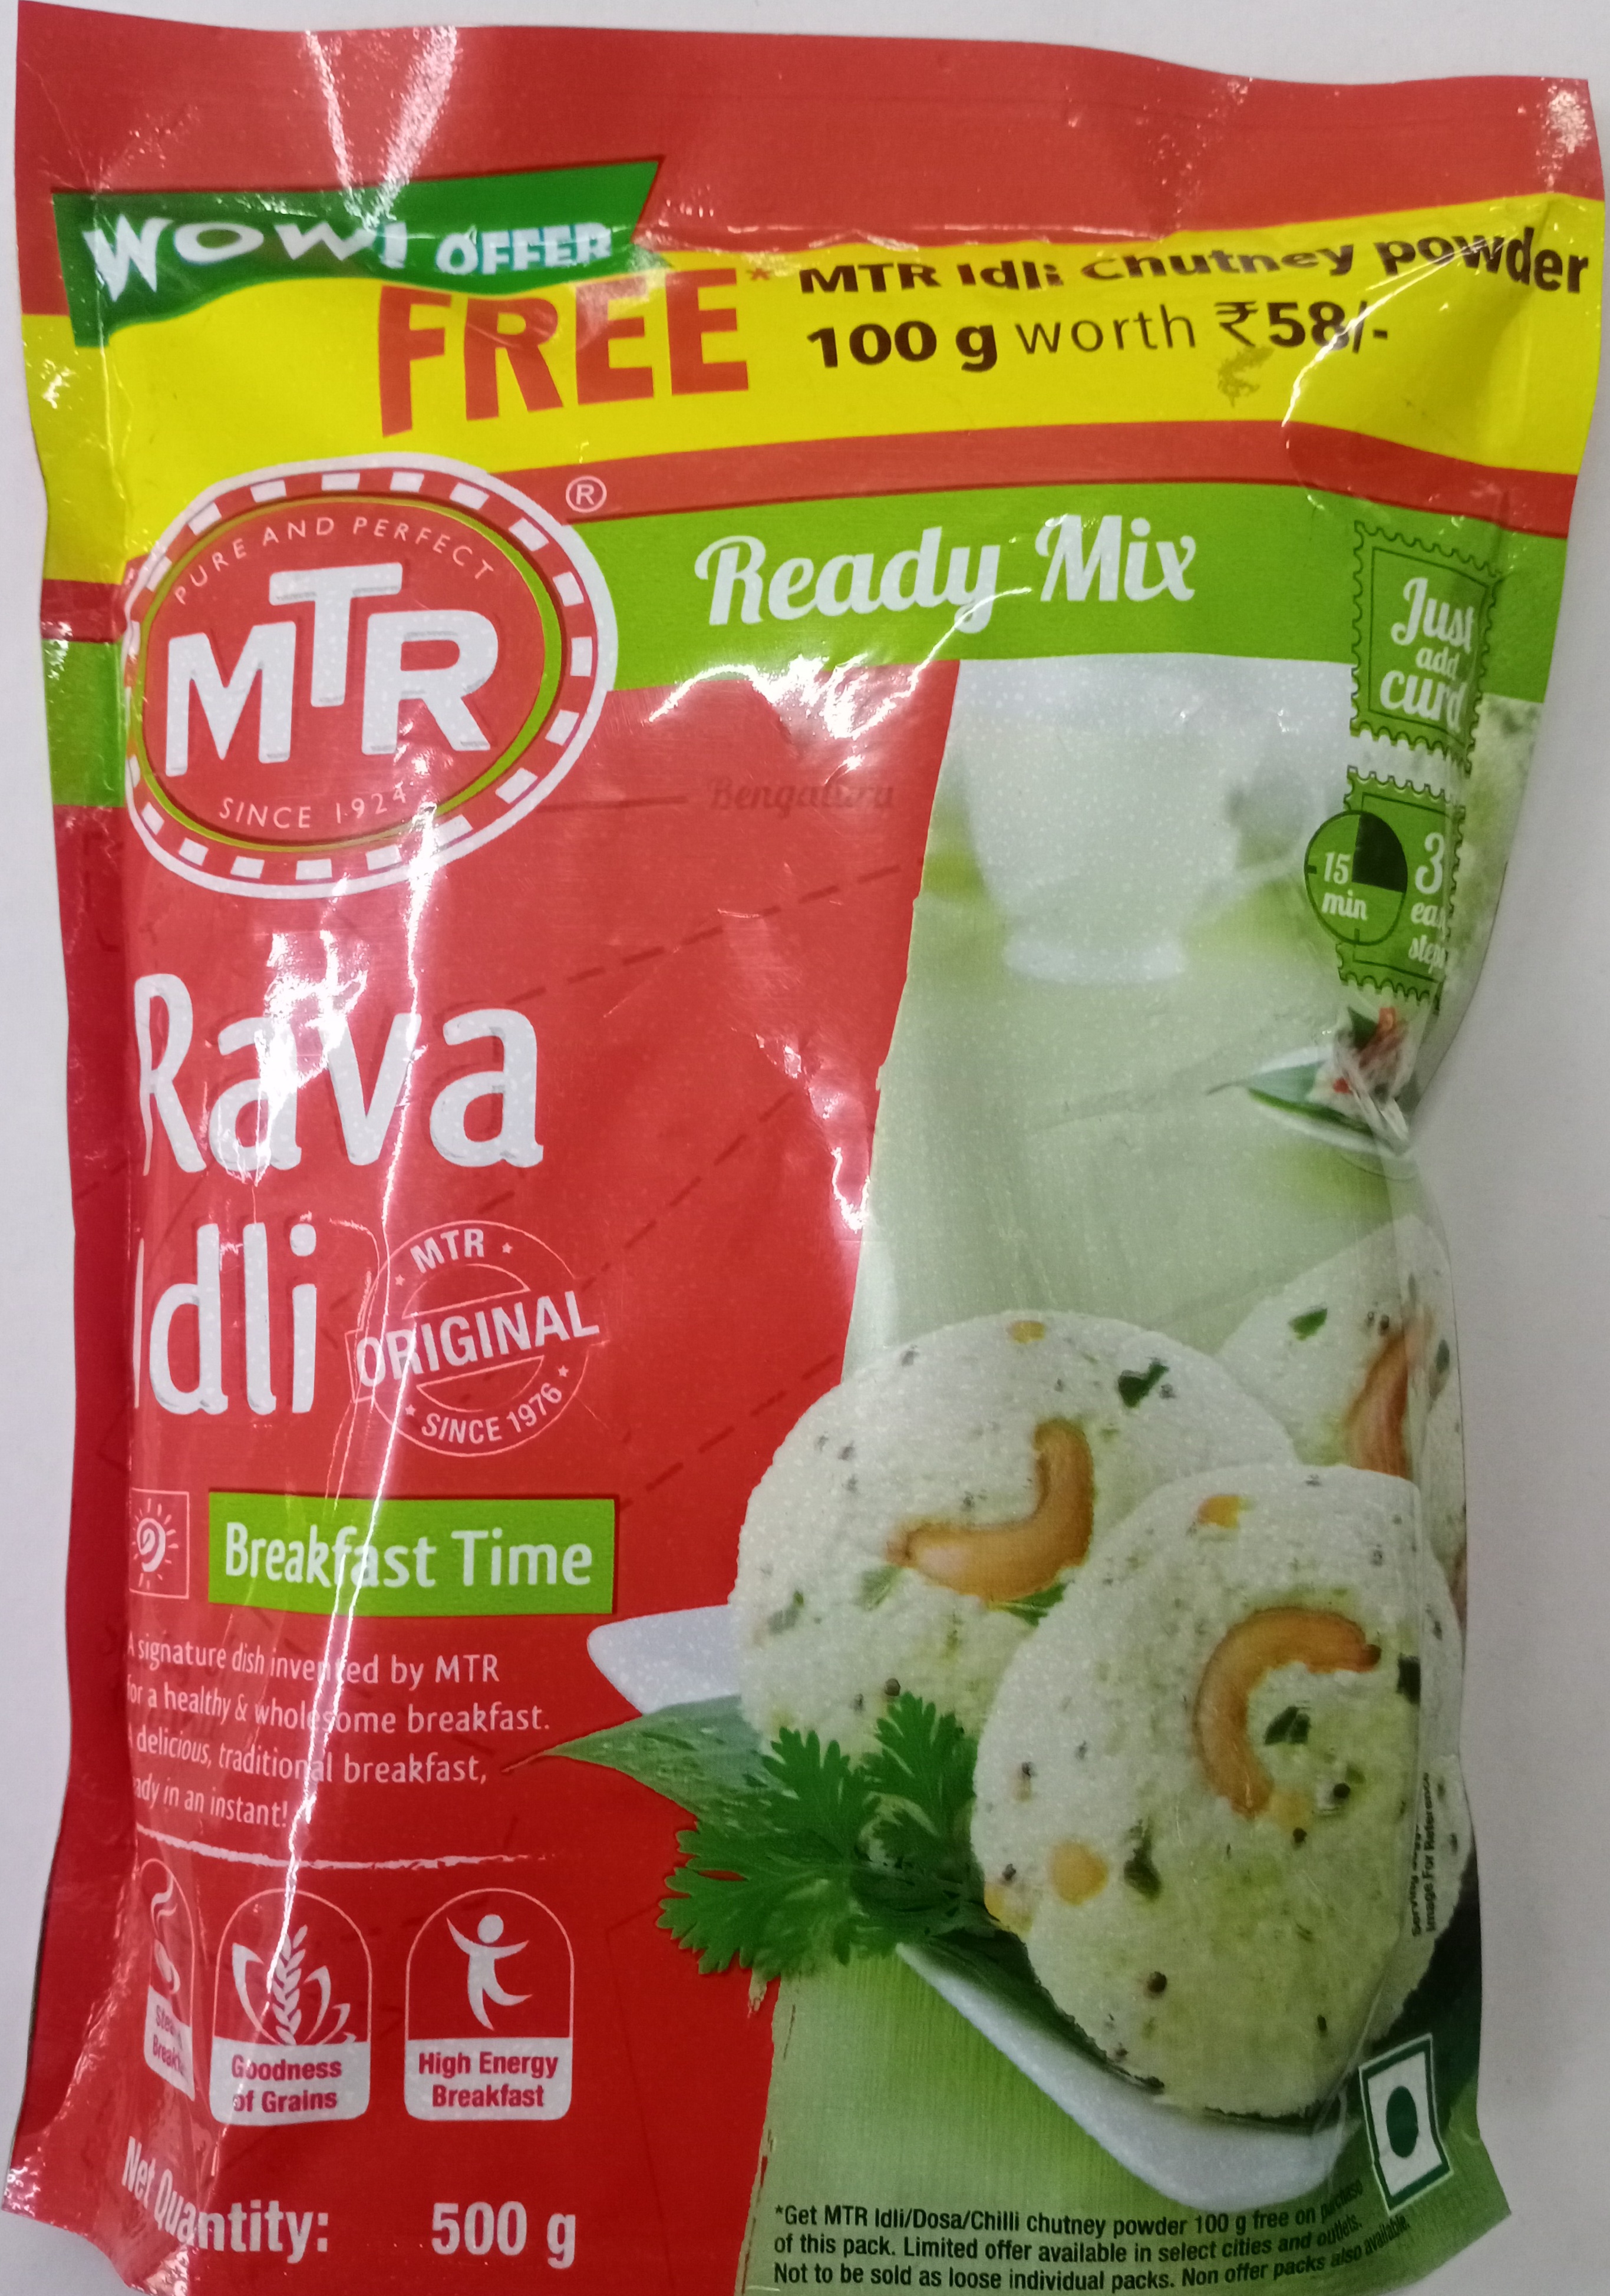 WOW! OFFER
FREE* MTR Idli Chutney powder
100 g worth ₹58/-
®
PURE AND PERFECT
MTR
SINCE 1924
Ready Mix
Just
add
curd
Bengaluru
15
min
3
Rava
Idli
MTR
ORIGINAL
SINCE 1976
Breakfast Time
A signature dish invented by MTR
for a healthy & wholesome breakfast.
delicious, traditional breakfast,
in an instant!
Goodness
of Grains
High Energy
Breakfast
Image For Reference
Net Quantity: 500 g
*Get MTR Idli/Dosa/Chilli chutney powder 100 g free on purchase
of this pack. Limited offer available in select cities and outlets.
Not to be sold as loose individual packs. Non offer packs also available.